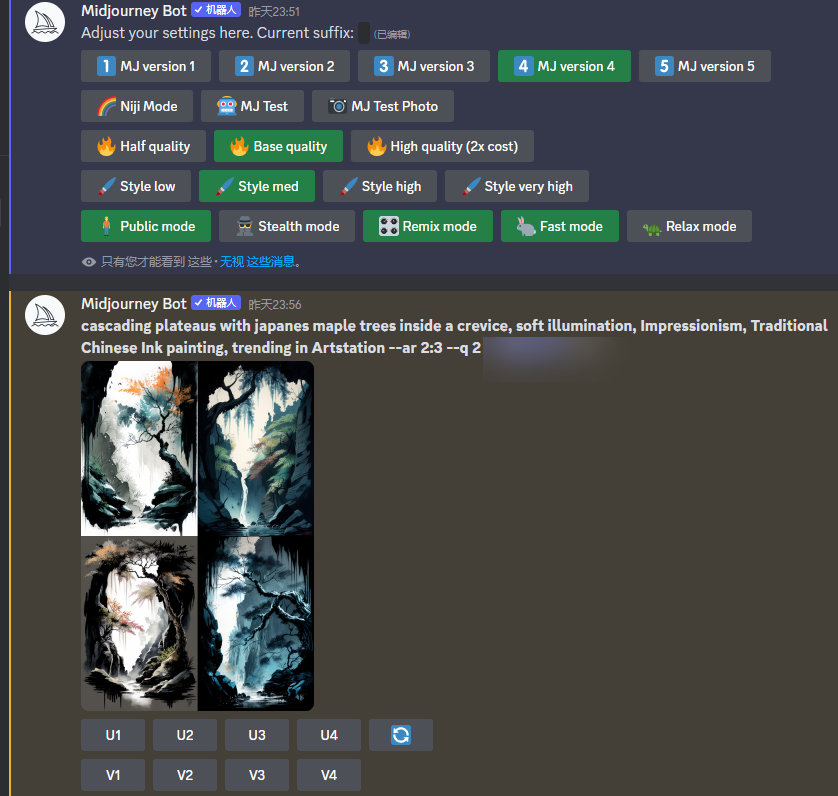 Midjourney Bot ✓ 机器人 昨天23:51
Adjust your settings here. Current suffix: (已编辑)
1 MJ version 1 2 MJ version 2 3 MJ version 3 4 MJ version 4 5 MJ version 5
Niji Mode MJ Test MJ Test Photo
Half quality Base quality High quality (2x cost)
Style low Style med Style high Style very high
Public mode Stealth mode Remix mode Fast mode Relax mode
只有您才能看到 这些 · 无视 这些消息。
Midjourney Bot ✓ 机器人 昨天23:56
cascading plateaus with japanes maple trees inside a crevice, soft illumination, Impressionism, Traditional
Chinese Ink painting, trending in Artstation --ar 2:3 --q 2
U1 U2 U3 U4
V1 V2 V3 V4